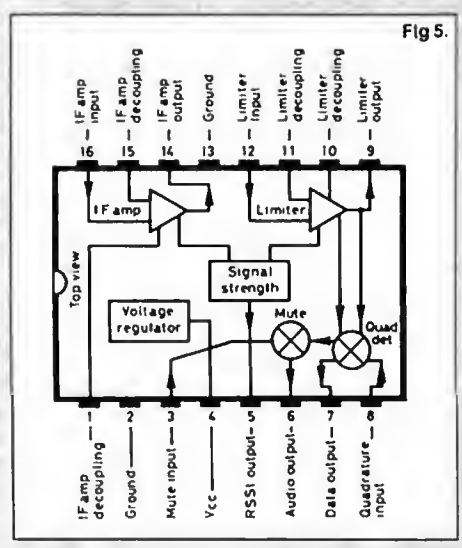 Fig 5.
IF amp
input
IF amp
decoupling
IF amp
output
Ground
Limiter
input
Limiter
decoupling
Limiter
decoupling
Limiter
output
16
15
14
13
12
11
10
9
IF amp
Limiter
Top view
Signal
strength
Voltage
regulator
Mute
Quad
det
1
2
3
4
5
6
7
8
IF amp
decoupling
Ground
Mute input
Vcc
RSSI output
Audio output
Data output
Quadrature
input